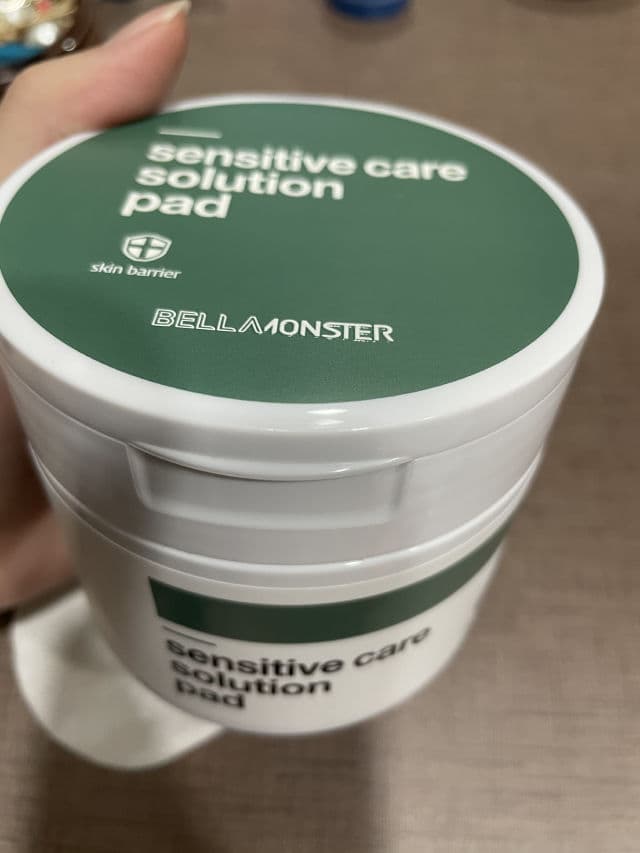 sensitive care
solution
pad
skin barrier
BELLAMONSTER
sensitive care
solution
pad